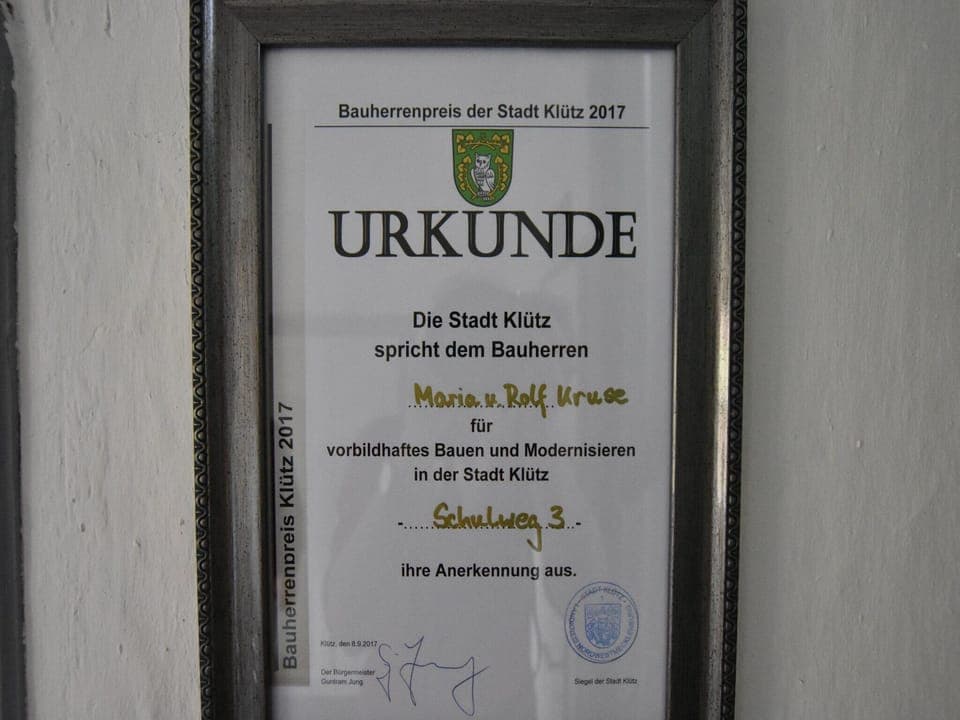 Bauherrenpreis der Stadt Klütz 2017
URKUNDE
Die Stadt Klütz
spricht dem Bauherren
Maria u. Rolf Kruse
für
vorbildhaftes Bauen und Modernisieren
in der Stadt Klütz
- Schulweg 3 -
ihre Anerkennung aus.
Klütz, den 8.9.2017
Der Bürgermeister
Guntram Jung
Siegel der Stadt Klütz
STADT KLÜTZ
Bauherrenpreis Klütz 2017